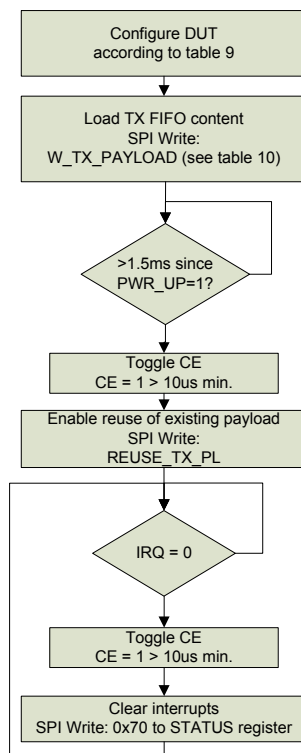 Configure DUT
according to table 9
Load TX FIFO content
SPI Write:
W_TX_PAYLOAD (see table 10)
>1.5ms since
PWR_UP=1?
Toggle CE
CE = 1 > 10us min.
Enable reuse of existing payload
SPI Write:
REUSE_TX_PL
IRQ = 0
Toggle CE
CE = 1 > 10us min.
Clear interrupts
SPI Write: 0x70 to STATUS register